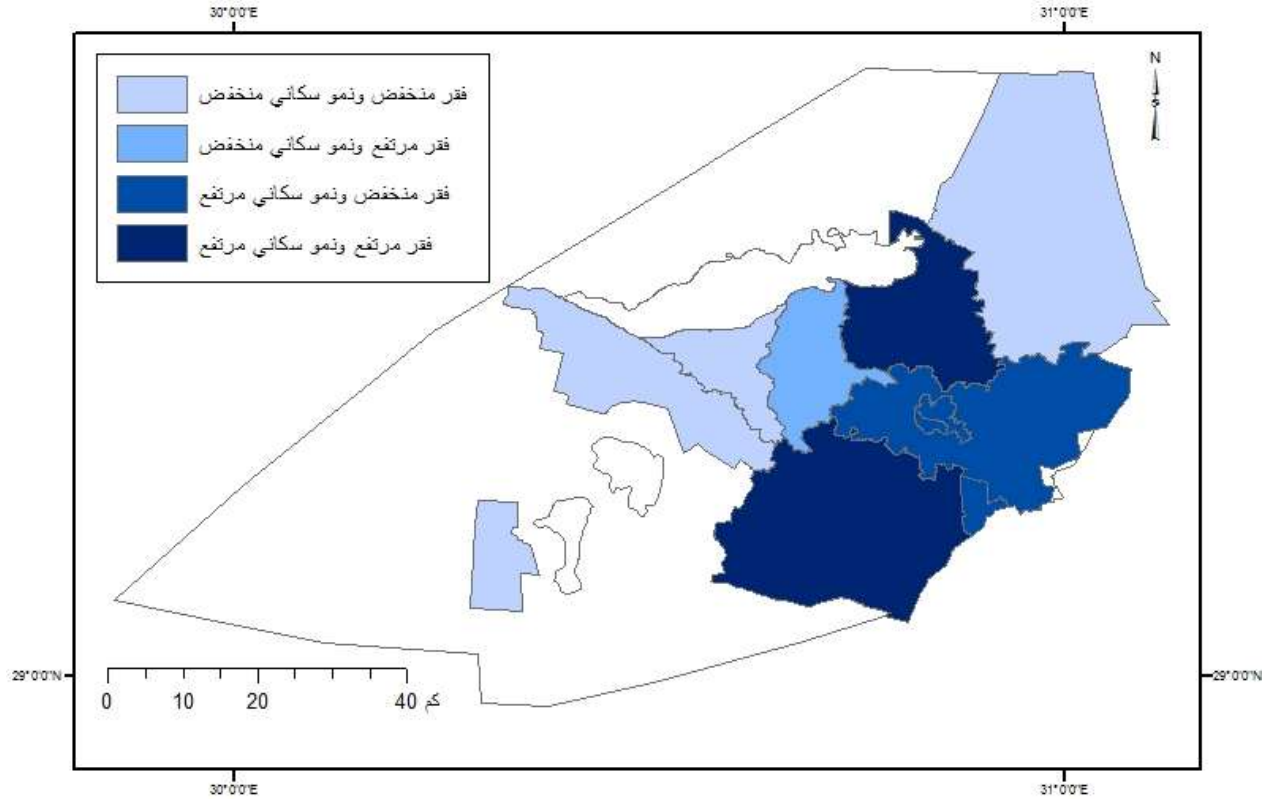 30°0'0"E
31°0'0"E
N
S
فقر منخفض ونمو سكاني منخفض
فقر مرتفع ونمو سكاني منخفض
فقر منخفض ونمو سكاني مرتفع
فقر مرتفع ونمو سكاني مرتفع
29°0'0"N
29°0'0"N
0 10 20 40 كم
30°0'0"E
31°0'0"E